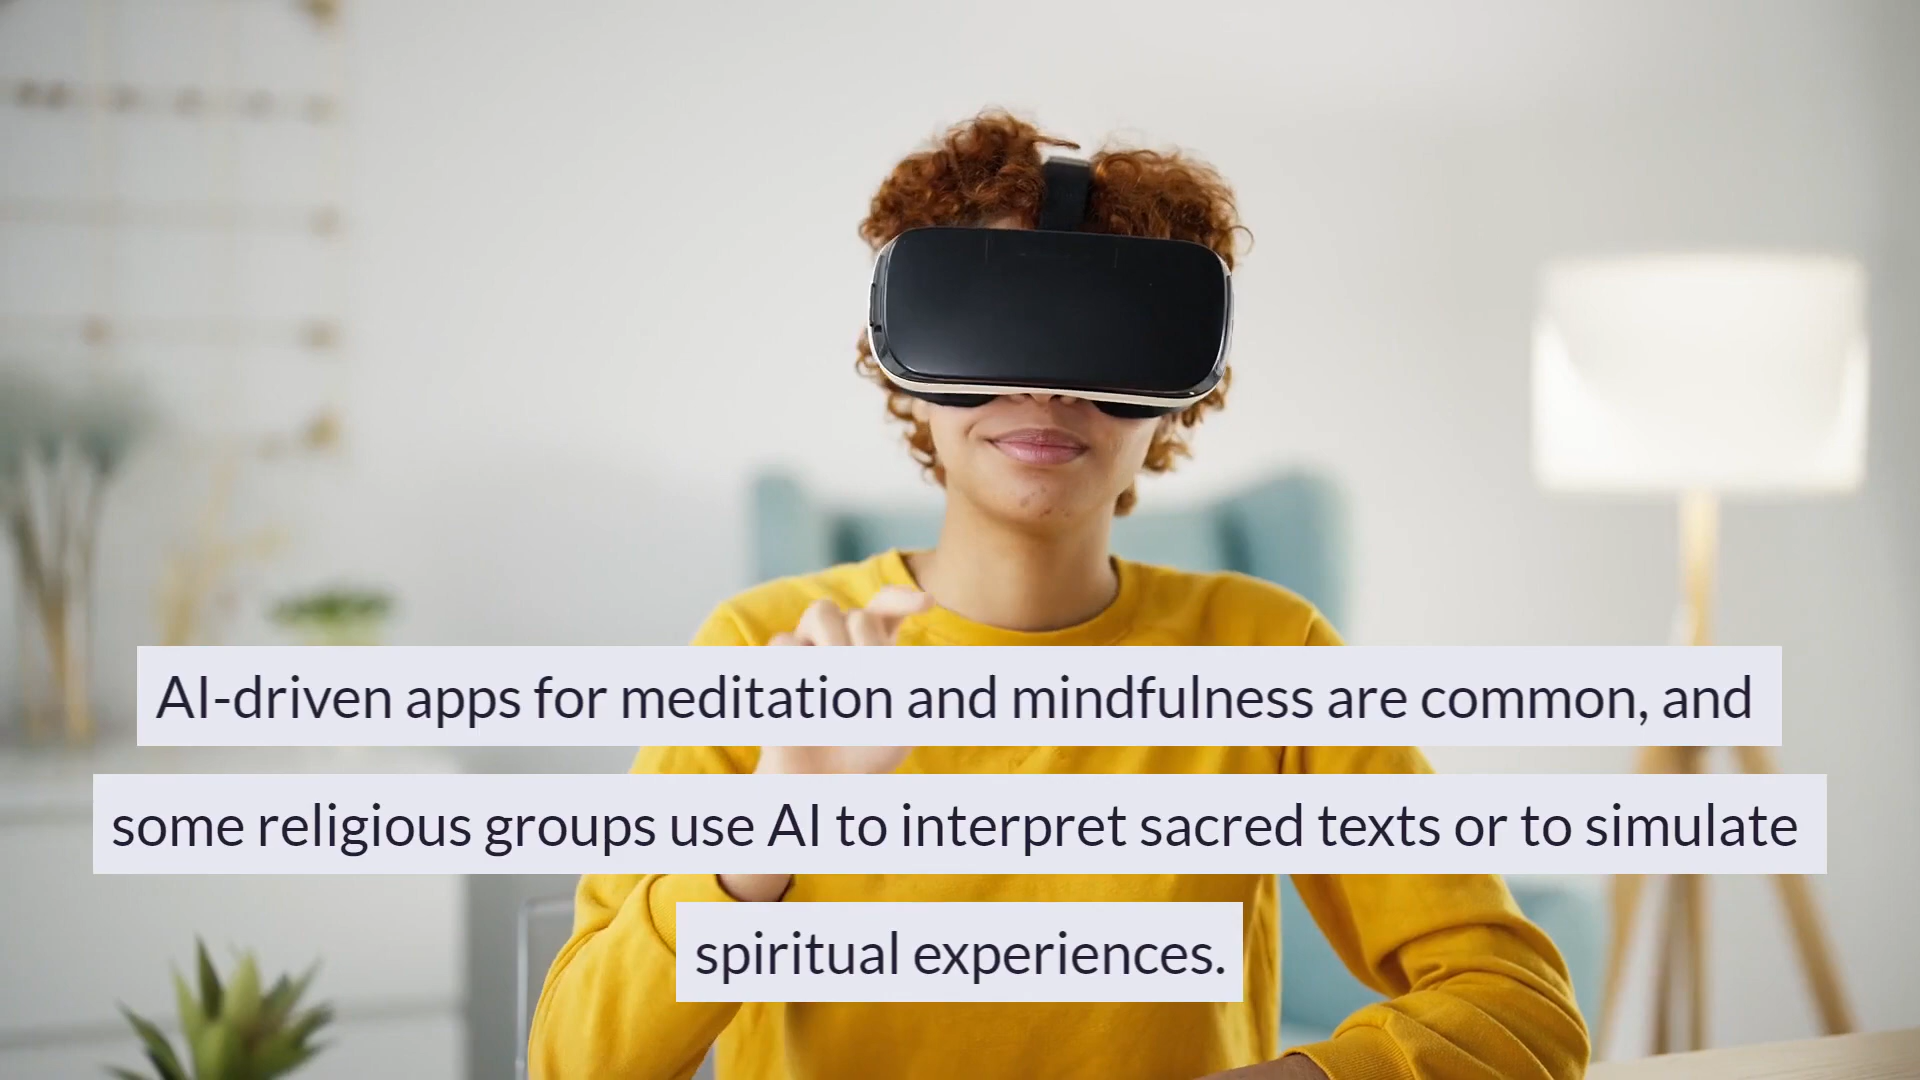 AI-driven apps for meditation and mindfulness are common, and
some religious groups use AI to interpret sacred texts or to simulate
spiritual experiences.